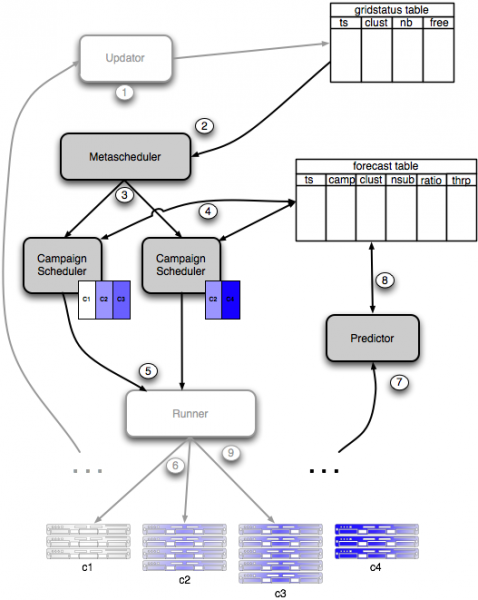 gridstatus table
ts clust nb free
Updator
1
2
Metascheduler
forecast table
ts camp clust nsub ratio thrp
3
4
Campaign
Scheduler
Campaign
Scheduler
C1 C2 C3
C2 C4
8
Predictor
5
7
Runner
6
9
...
...
c1
c2
c3
c4